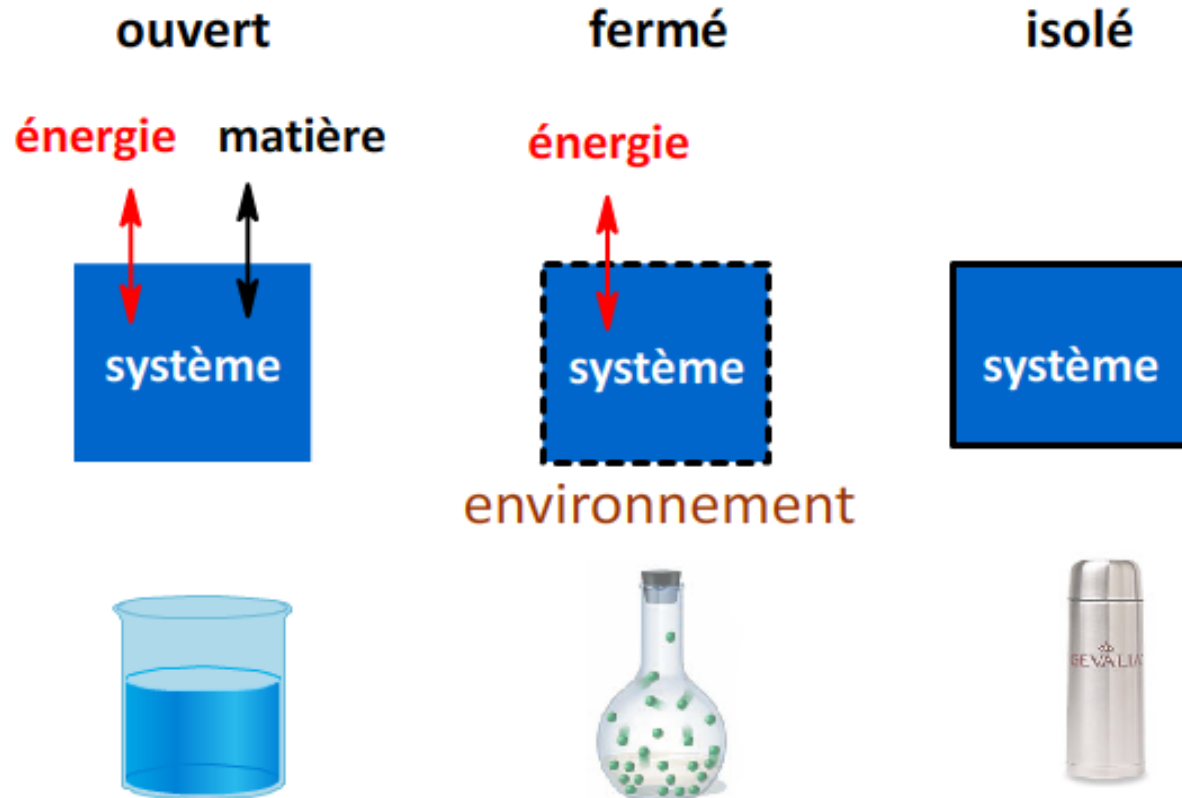 ouvert fermé isolé
énergie matière énergie
système système système
environnement
GEVALIA